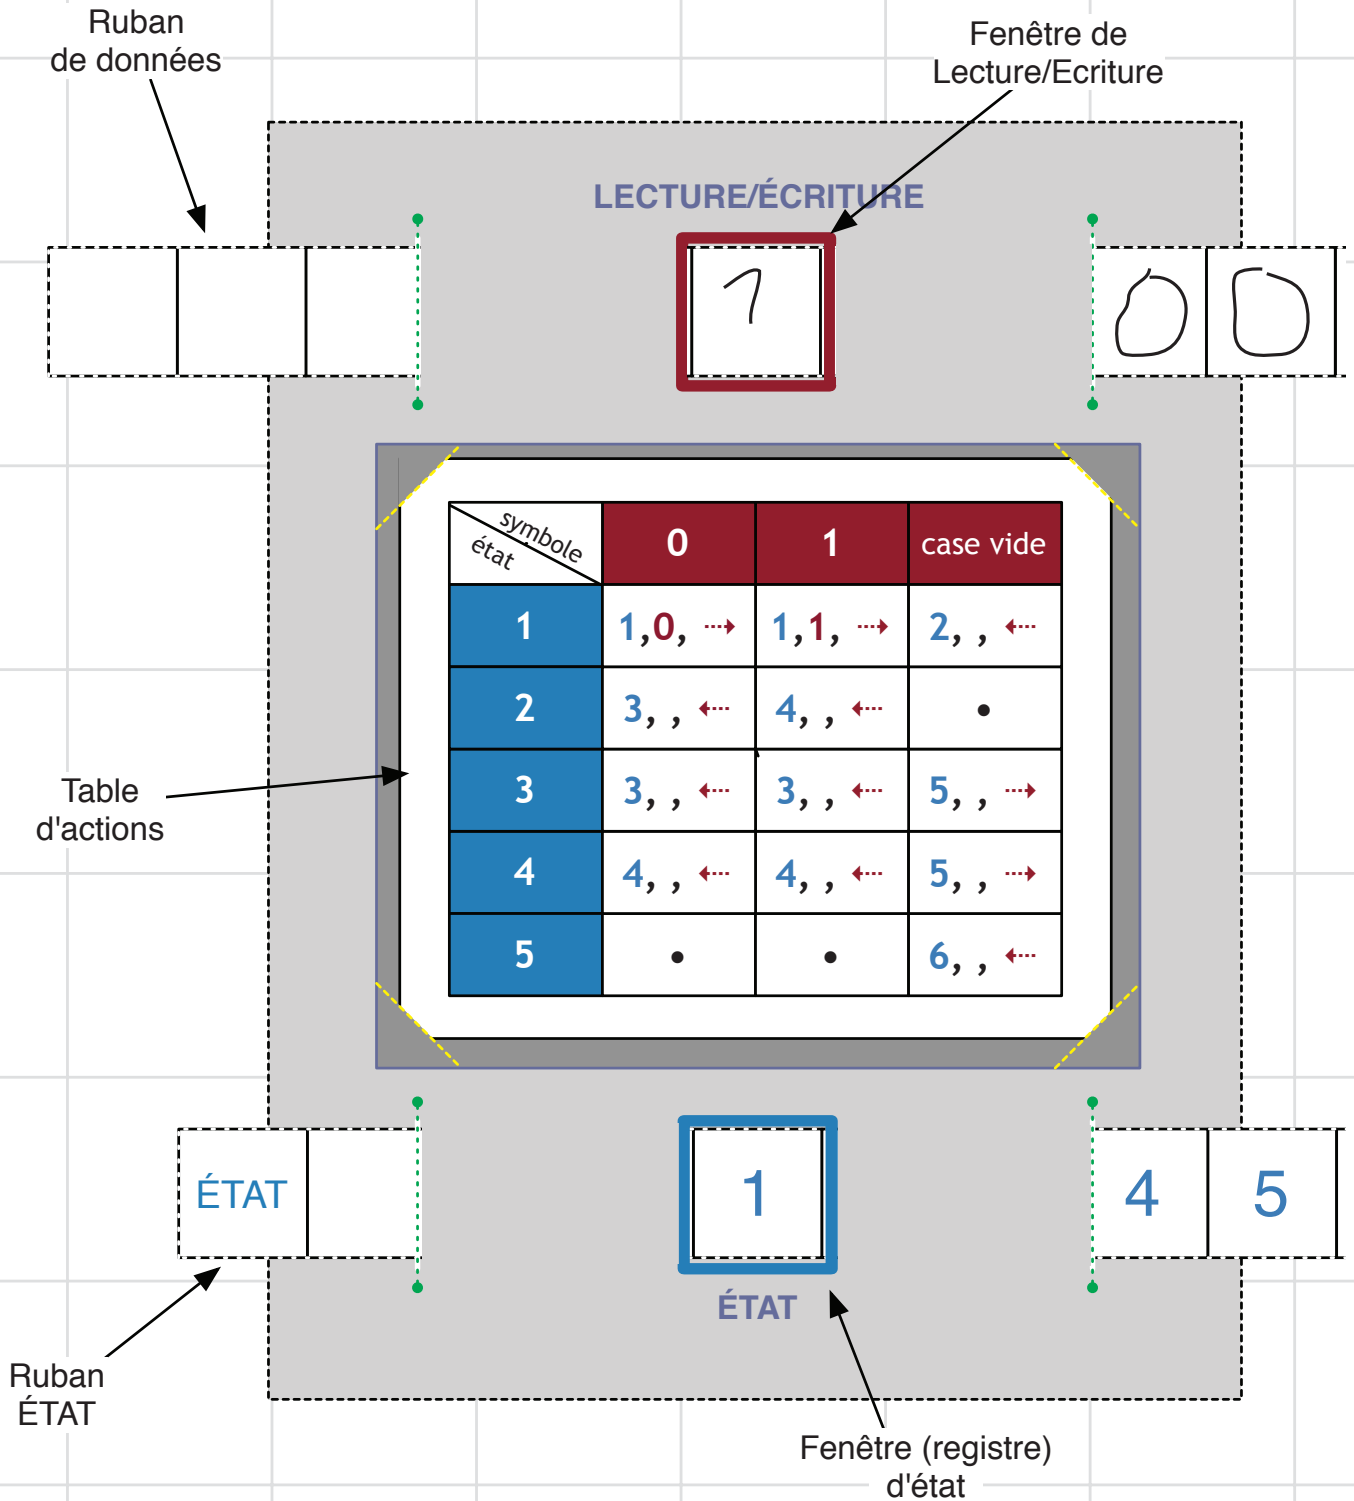 Ruban
de données
Fenêtre de
Lecture/Ecriture
LECTURE/ÉCRITURE
1 0 0
symbole
état
0 1 case vide
1 1,0, 1,1, 2, ,
2 3, , 4, , •
3 3, , 3, , 5, ,
4 4, , 4, , 5, ,
5 • • 6, ,
Table
d'actions
ÉTAT 1 4 5
ÉTAT
Ruban
ÉTAT
Fenêtre (registre)
d'état